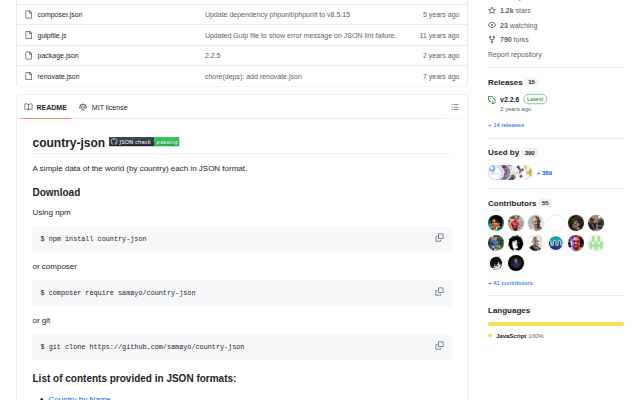 composer.json Update dependency phpunit/phpunit to v8.5.15 5 years ago
gulpfile.js Updated Gulp file to show error message on JSON lint failure. 11 years ago
package.json 2.2.5 2 years ago
renovate.json chore(deps): add renovate.json 7 years ago
README MIT license
country-json JSON check passing
A simple data of the world (by country) each in JSON format.
Download
Using npm
$ npm install country-json
or composer
$ composer require samayo/country-json
or git
$ git clone https://github.com/samayo/country-json
List of contents provided in JSON formats:
Country by Name
1.2k stars
23 watching
790 forks
Report repository
Releases 15
v2.2.6 Latest
2 years ago
+ 14 releases
Used by 390
+ 389
Contributors 55
+ 41 contributors
Languages
JavaScript 100%